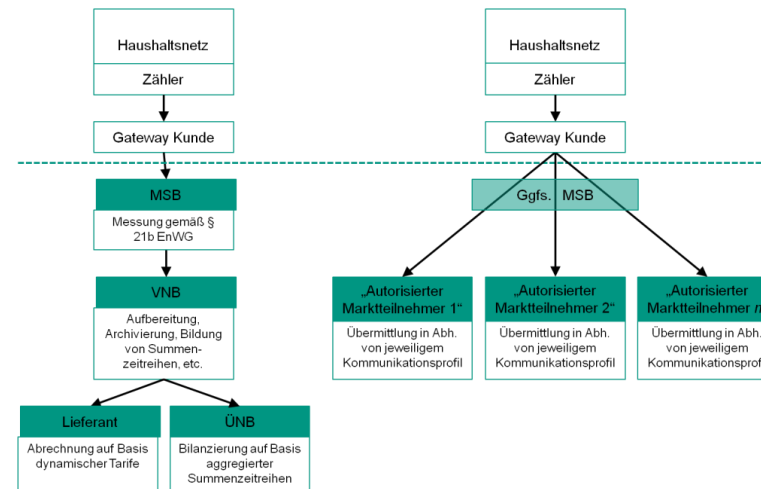 Haushaltsnetz
Zähler
Gateway Kunde
MSB
Messung gemäß §
21b EnWG
VNB
Aufbereitung,
Archivierung, Bildung
von Summen-
zeitreihen, etc.
Lieferant
Abrechnung auf Basis
dynamischer Tarife
ÜNB
Bilanzierung auf Basis
aggregierter
Summenzeitreihen
Haushaltsnetz
Zähler
Gateway Kunde
Ggfs. MSB
„Autorisierter
Marktteilnehmer 1“
Übermittlung in Abh.
von jeweiligem
Kommunikationsprofil
„Autorisierter
Marktteilnehmer 2“
Übermittlung in Abh.
von jeweiligem
Kommunikationsprofil
„Autorisierter
Marktteilnehmer n
Übermittlung in Abh.
von jeweiligem
Kommunikationsprof